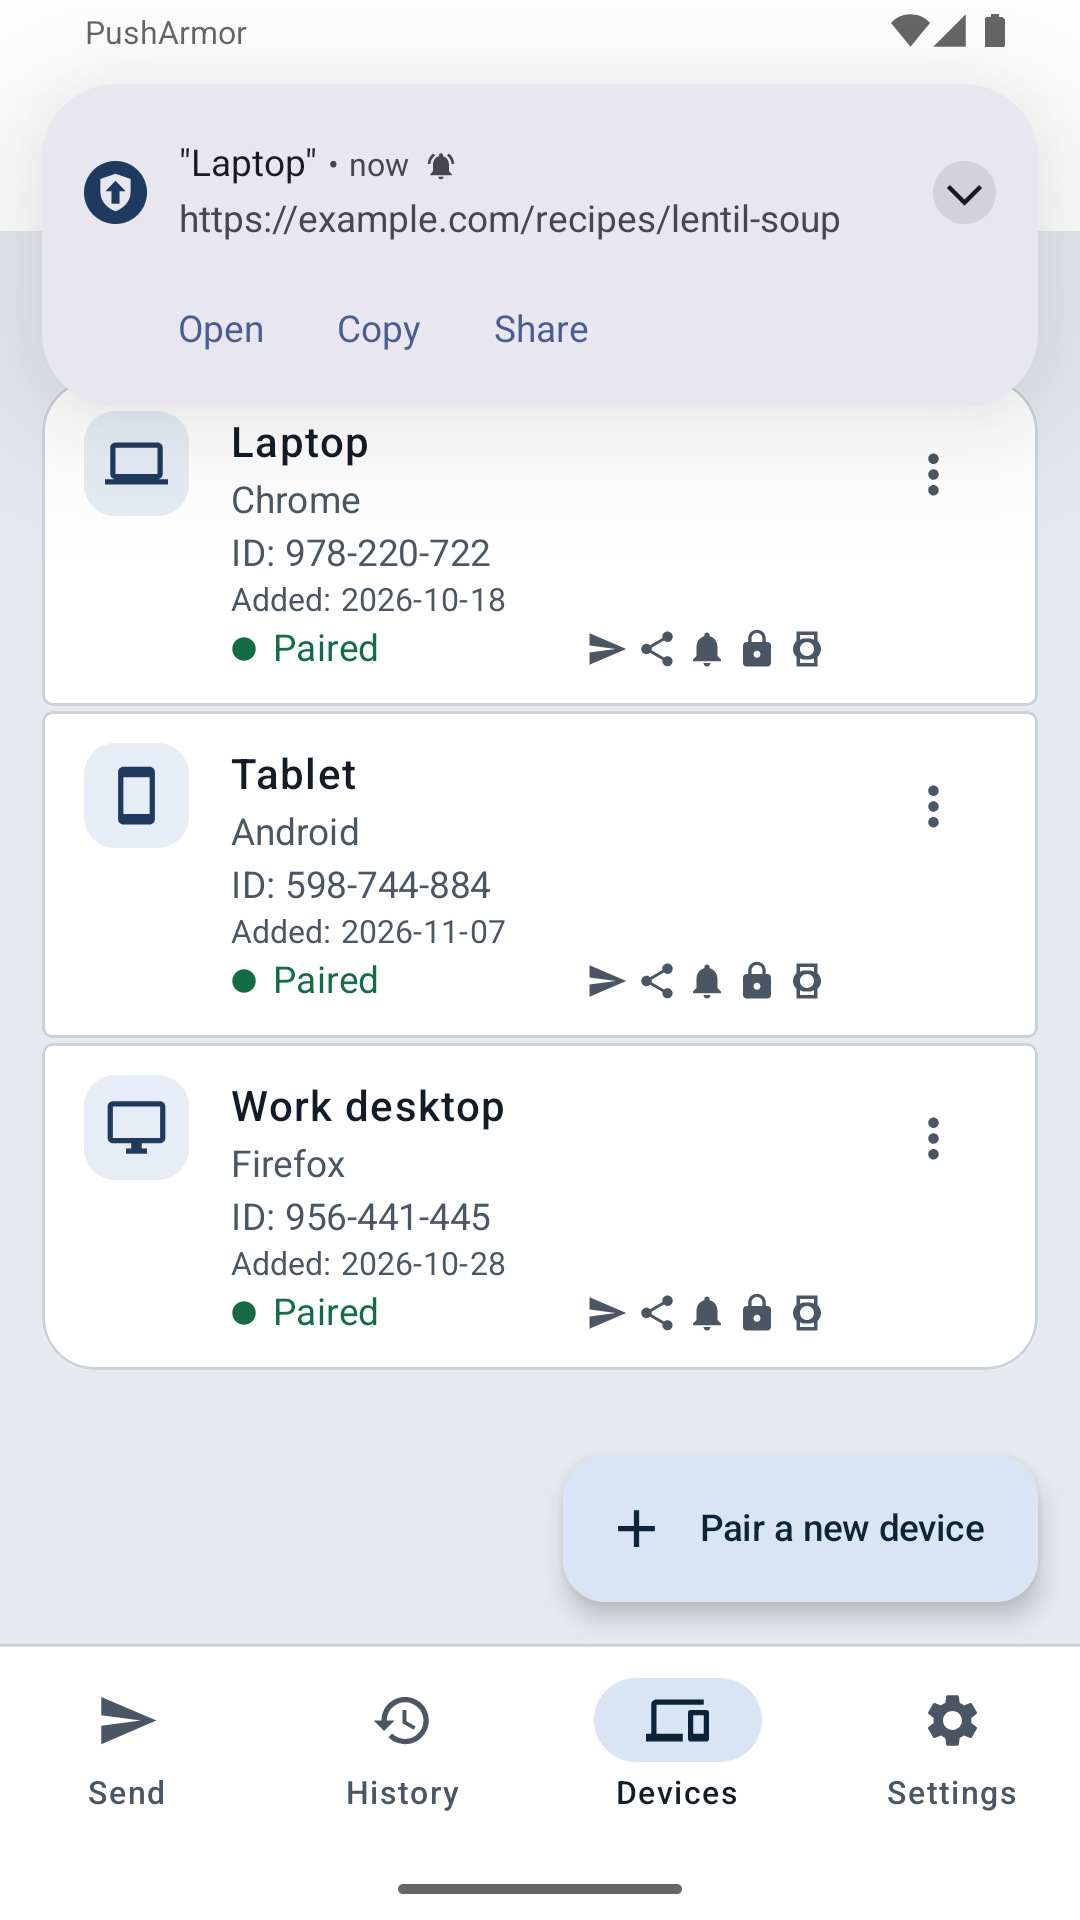 PushArmor
"Laptop" • now
https://example.com/recipes/lentil-soup
Open Copy Share
Laptop
Chrome
ID: 978-220-722
Added: 2026-10-18
Paired
Tablet
Android
ID: 598-744-884
Added: 2026-11-07
Paired
Work desktop
Firefox
ID: 956-441-445
Added: 2026-10-28
Paired
Pair a new device
Send History Devices Settings